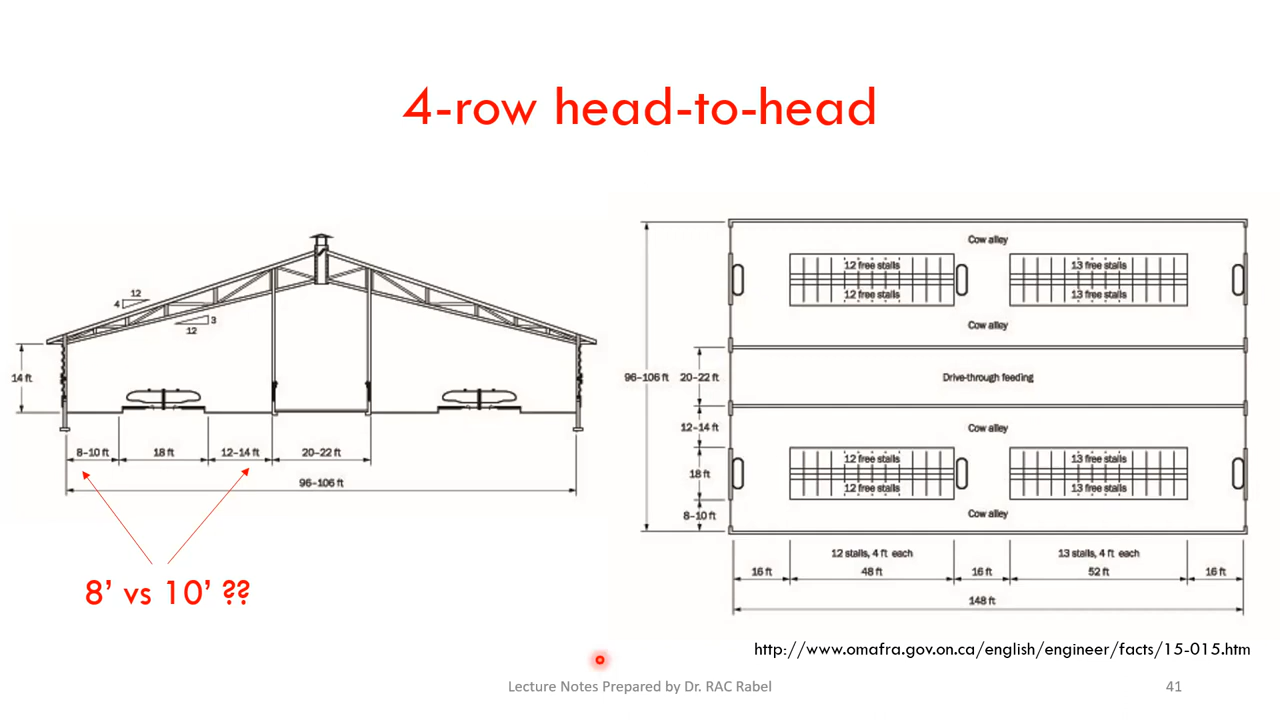 4-row head-to-head
12
4
3
12
14 ft
8–10 ft
18 ft
12–14 ft
20–22 ft
96–106 ft
8’ vs 10’ ??
Cow alley
12 free stalls
13 free stalls
12 free stalls
13 free stalls
Cow alley
96–106 ft
20–22 ft
Drive-through feeding
12–14 ft
Cow alley
12 free stalls
13 free stalls
18 ft
12 free stalls
13 free stalls
8–10 ft
Cow alley
12 stalls, 4 ft each
13 stalls, 4 ft each
16 ft
48 ft
16 ft
52 ft
16 ft
148 ft
http://www.omafra.gov.on.ca/english/engineer/facts/15-015.htm
Lecture Notes Prepared by Dr. RAC Rabel
41